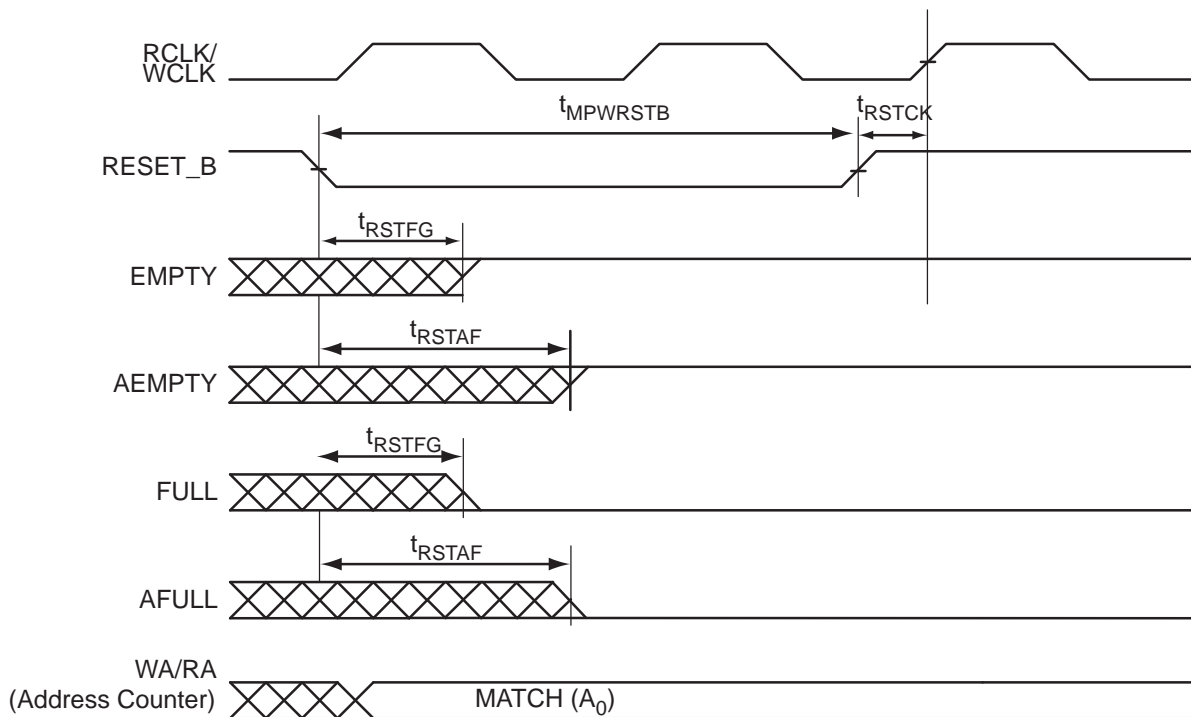 RCLK/
WCLK
tMPWRSTB
tRSTCK
RESET_B
tRSTFG
EMPTY
tRSTAF
AEMPTY
tRSTFG
FULL
tRSTAF
AFULL
WA/RA
(Address Counter)
MATCH (A0)